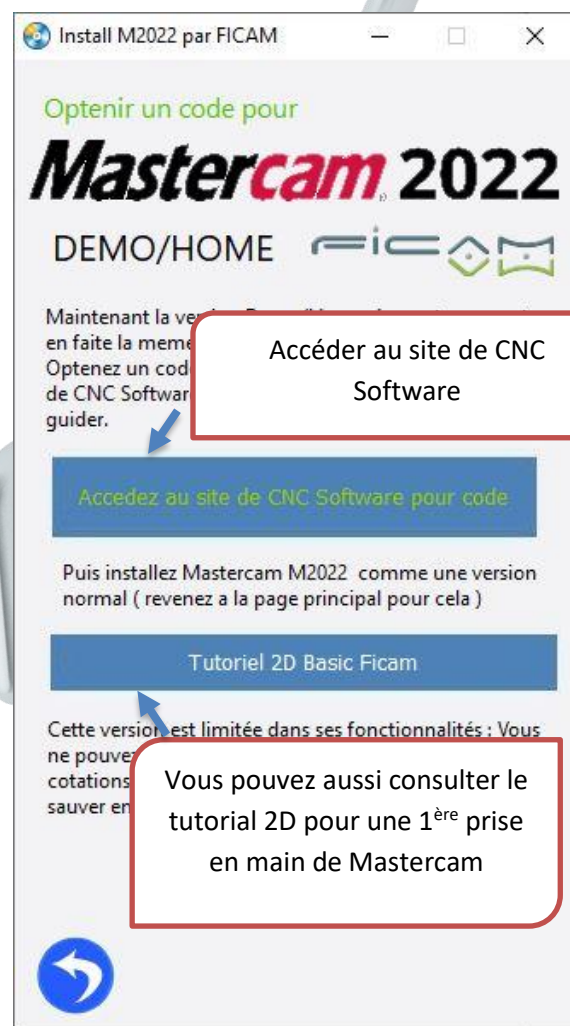 Install M2022 par FICAM
Optenir un code pour
Mastercam 2022
DEMO/HOME FICAM
Maintenant la
en faite la meme
Optenez un
de CNC Softwar
guider.
Accéder au site de CNC
Software
Accedez au site de CNC Software pour code
Puis installez Mastercam M2022 comme une version
normal ( revenez a la page principal pour cela )
Tutoriel 2D Basic Ficam
Cette version est limitée dans ses fonctionnalités : Vous
ne
cotations
sauver
Vous pouvez aussi consulter le
tutorial 2D pour une 1ère prise
en main de Mastercam